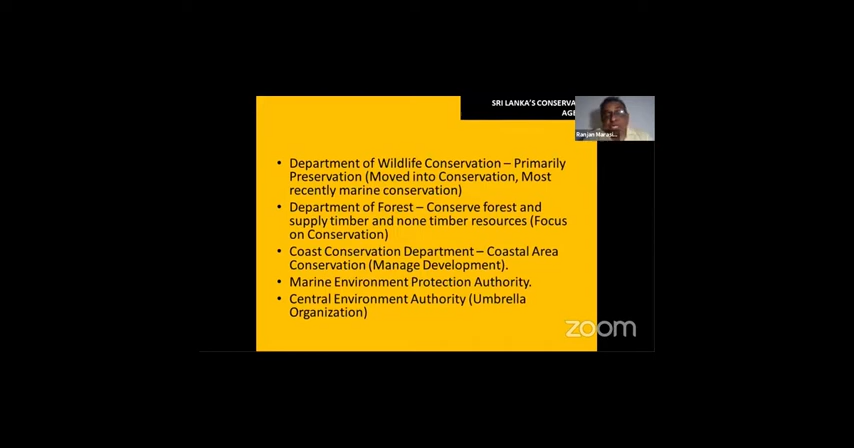 SRI LANKA'S CONSERVA
AGE
Ranjan Marasi...
• Department of Wildlife Conservation – Primarily
Preservation (Moved into Conservation, Most
recently marine conservation)
• Department of Forest – Conserve forest and
supply timber and none timber resources (Focus
on Conservation)
• Coast Conservation Department – Coastal Area
Conservation (Manage Development).
• Marine Environment Protection Authority.
• Central Environment Authority (Umbrella
Organization)
zoom